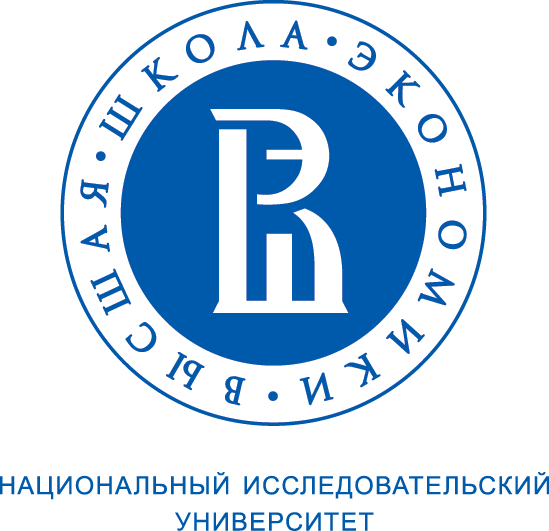 ВЫСШАЯ · ШКОЛА · ЭКОНОМИКИ ·
НАЦИОНАЛЬНЫЙ ИССЛЕДОВАТЕЛЬСКИЙ
УНИВЕРСИТЕТ